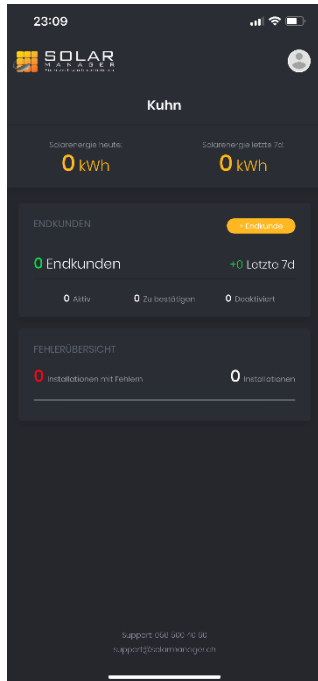 23:09
SOLAR
MANAGER
Kuhn
Solarenergie heute:
Solarenergie letzte 7d:
0 kWh
0 kWh
ENDKUNDEN
+ Endkunde
0 Endkunden
+0 Letzte 7d
0 Aktiv
0 Zu bestätigen
0 Deaktiviert
FEHLERÜBERSICHT
0 Installationen mit Fehlern
0 Installationen
support@solarmanager.ch